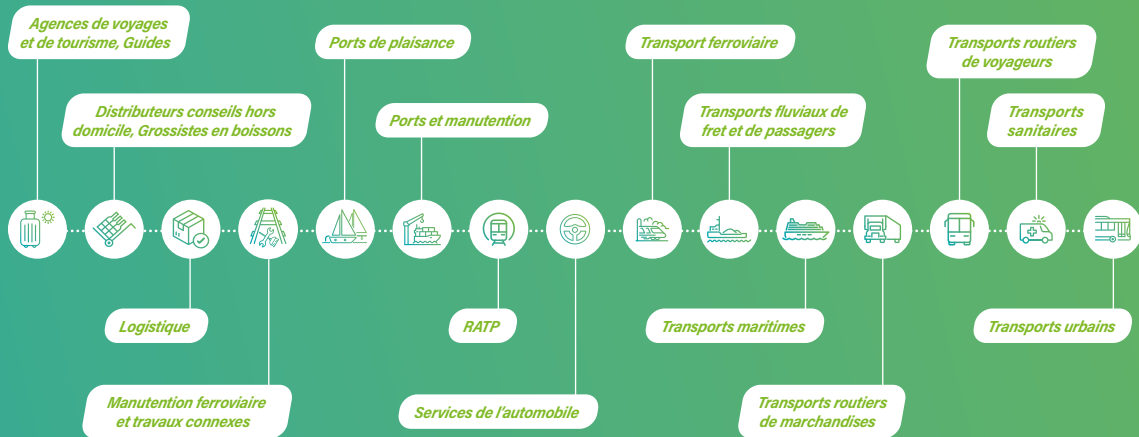 Agences de voyages
et de tourisme, Guides
Distributeurs conseils hors
domicile, Grossistes en boissons
Logistique
Manutention ferroviaire
et travaux connexes
Ports de plaisance
Ports et manutention
RATP
Services de l'automobile
Transport ferroviaire
Transports fluviaux de
fret et de passagers
Transports maritimes
Transports routiers
de marchandises
Transports routiers
de voyageurs
Transports
sanitaires
Transports urbains